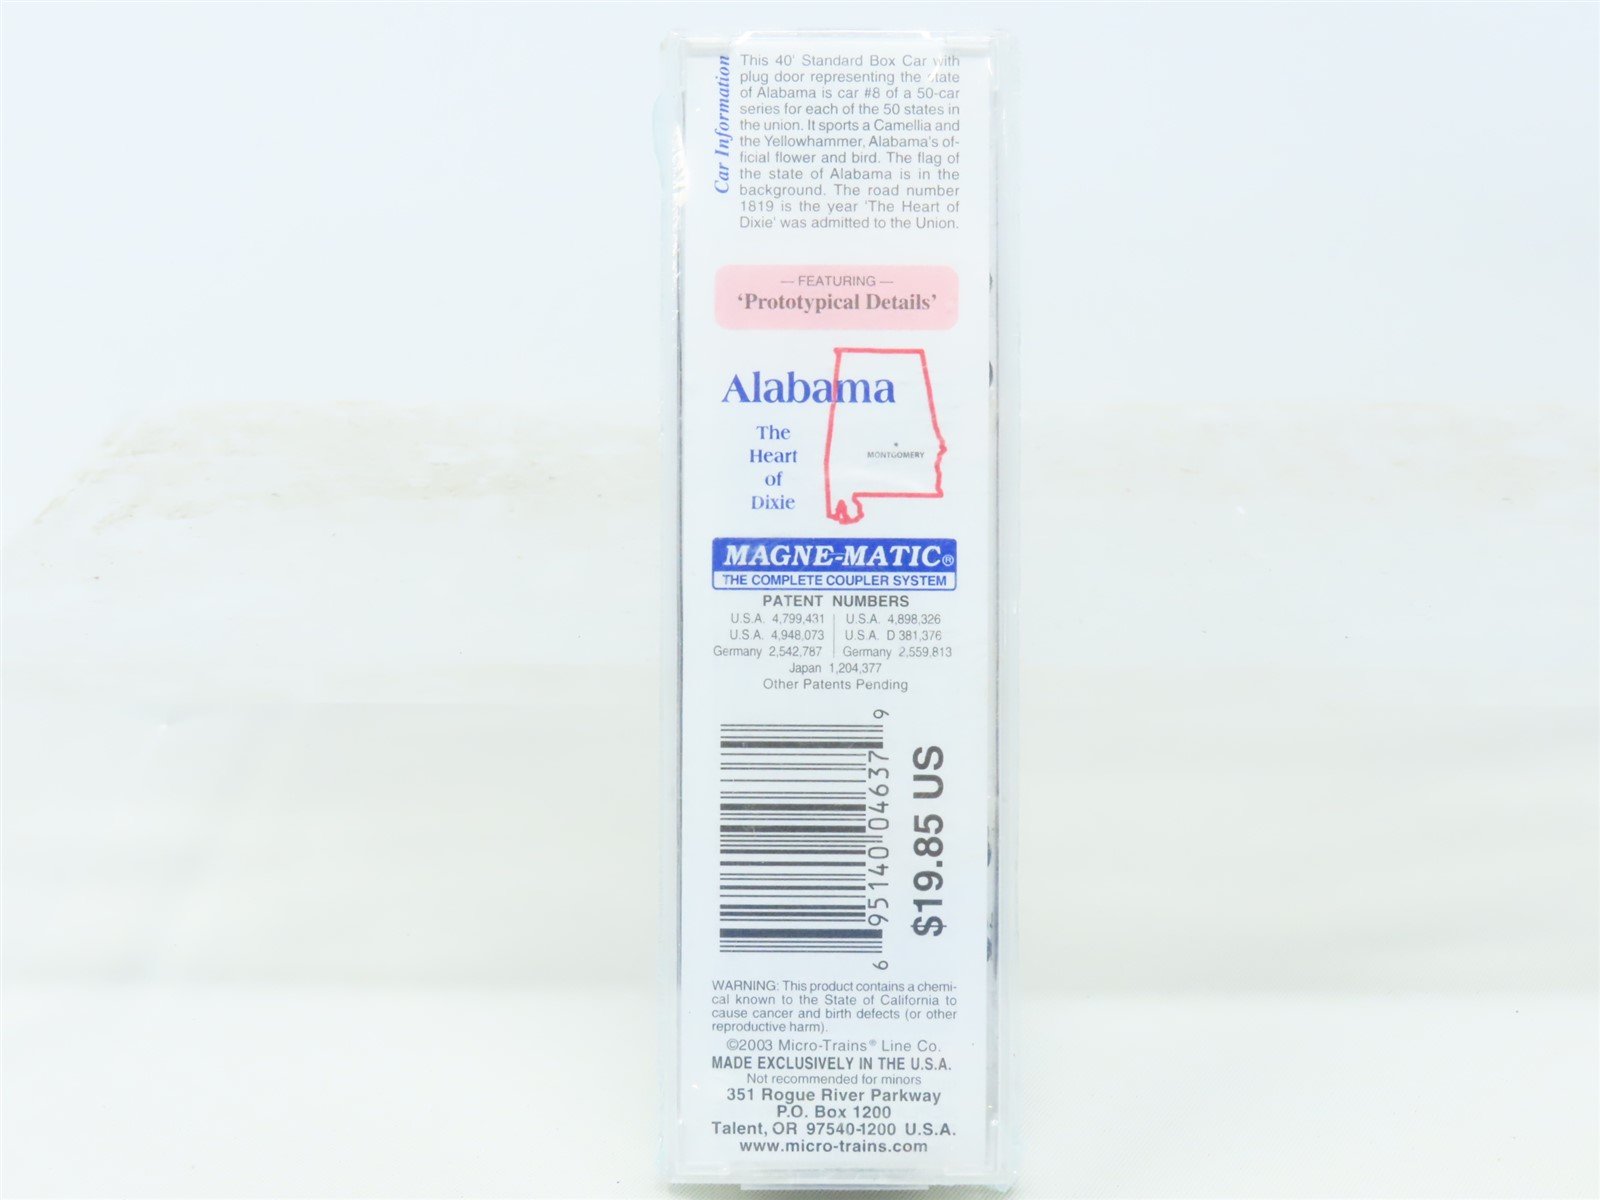 Car Information
This 40' Standard Box Car with
plug door representing the state
of Alabama is car #8 of a 50-car
series for each of the 50 states in
the union. It sports a Camellia and
the Yellowhammer, Alabama's of-
ficial flower and bird. The flag of
the state of Alabama is in the
background. The road number
1819 is the year 'The Heart of
Dixie' was admitted to the Union.
— FEATURING —
'Prototypical Details'
Alabama
The
Heart
of
Dixie
MONTGOMERY
MAGNE-MATIC®
THE COMPLETE COUPLER SYSTEM
PATENT NUMBERS
U.S.A. 4,799,431 U.S.A. 4,898,326
U.S.A. 4,948,073 U.S.A. D 381,376
Germany 2,542,787 Germany 2,559,813
Japan 1,204,377
Other Patents Pending
6 95140 04637 9
$19.85 US
WARNING: This product contains a chemi-
cal known to the State of California to
cause cancer and birth defects (or other
reproductive harm).
©2003 Micro-Trains® Line Co.
MADE EXCLUSIVELY IN THE U.S.A.
Not recommended for minors
351 Rogue River Parkway
P.O. Box 1200
Talent, OR 97540-1200 U.S.A.
www.micro-trains.com